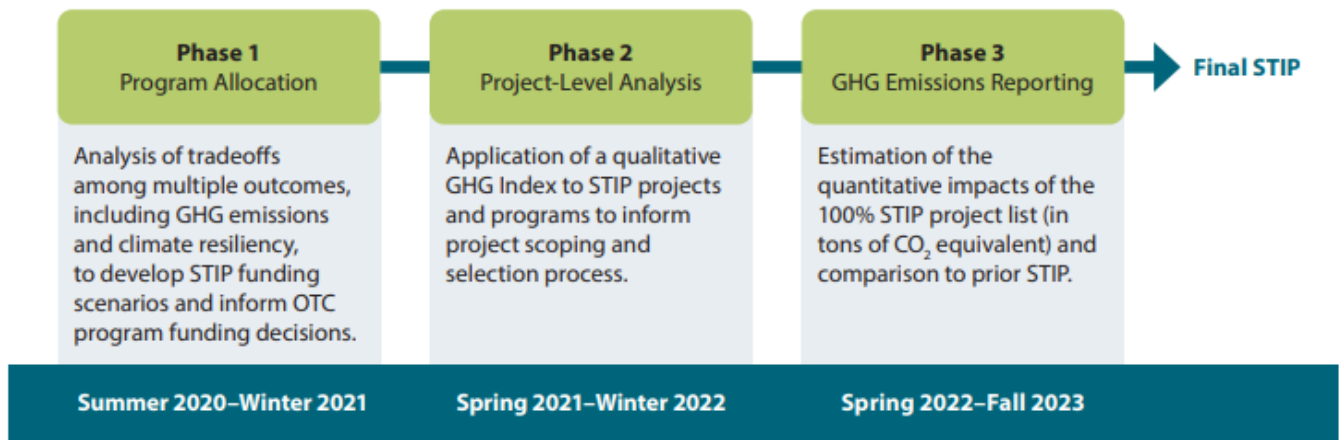 Phase 1
Program Allocation
Analysis of tradeoffs
among multiple outcomes,
including GHG emissions
and climate resiliency,
to develop STIP funding
scenarios and inform OTC
program funding decisions.
Summer 2020–Winter 2021
Phase 2
Project-Level Analysis
Application of a qualitative
GHG Index to STIP projects
and programs to inform
project scoping and
selection process.
Spring 2021–Winter 2022
Phase 3
GHG Emissions Reporting
Estimation of the
quantitative impacts of the
100% STIP project list (in
tons of CO₂ equivalent) and
comparison to prior STIP.
Spring 2022–Fall 2023
Final STIP